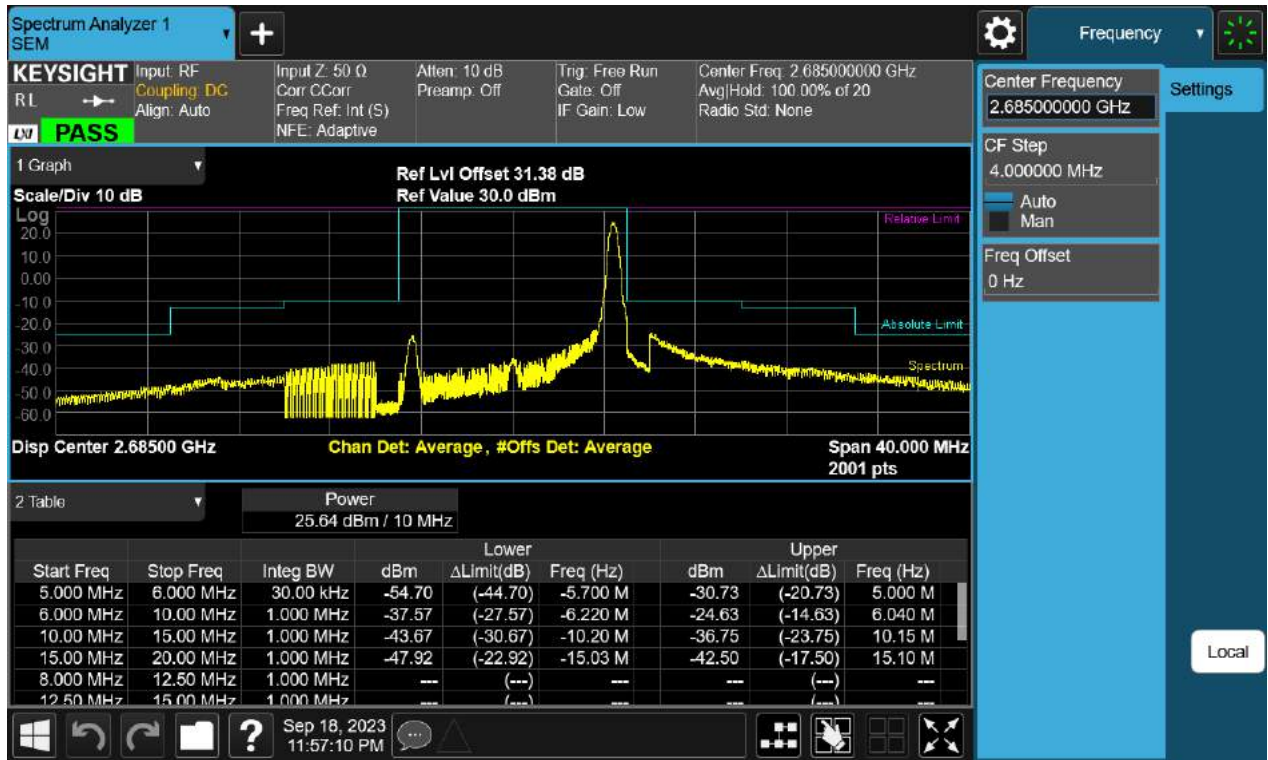 Spectrum Analyzer 1
SEM
+
Frequency
KEYSIGHT
RL
LXI
PASS
Input: RF
Coupling: DC
Align: Auto
Input Z: 50 Ω
Corr CCorr
Freq Ref: Int (S)
NFE: Adaptive
Atten: 10 dB
Preamp: Off
Trig: Free Run
Gate: Off
IF Gain: Low
Center Freq: 2.685000000 GHz
Avg|Hold: 100.00% of 20
Radio Std: None
Center Frequency
2.685000000 GHz
Settings
CF Step
4.000000 MHz
Auto
Man
Freq Offset
0 Hz
1 Graph
Scale/Div 10 dB
Ref Lvl Offset 31.38 dB
Ref Value 30.0 dBm
Log
20.0
10.0
0.00
-10.0
-20.0
-30.0
-40.0
-50.0
-60.0
Relative Limit
Absolute Limit
Spectrum
Disp Center 2.68500 GHz
Chan Det: Average, #Offs Det: Average
Span 40.000 MHz
2001 pts
2 Table
Power
25.64 dBm / 10 MHz
Lower Upper
Start Freq Stop Freq Integ BW dBm ΔLimit(dB) Freq (Hz) dBm ΔLimit(dB) Freq (Hz)
5.000 MHz 6.000 MHz 30.00 kHz -54.70 (-44.70) -5.700 M -30.73 (-20.73) 5.000 M
6.000 MHz 10.00 MHz 1.000 MHz -37.57 (-27.57) -6.220 M -24.63 (-14.63) 6.040 M
10.00 MHz 15.00 MHz 1.000 MHz -43.67 (-30.67) -10.20 M -36.75 (-23.75) 10.15 M
15.00 MHz 20.00 MHz 1.000 MHz -47.92 (-22.92) -15.03 M -42.50 (-17.50) 15.10 M
8.000 MHz 12.50 MHz 1.000 MHz --- (---) --- --- (---) ---
12.50 MHz 15.00 MHz 1.000 MHz --- (---) --- --- (---) ---
Local
?
Sep 18, 2023
11:57:10 PM